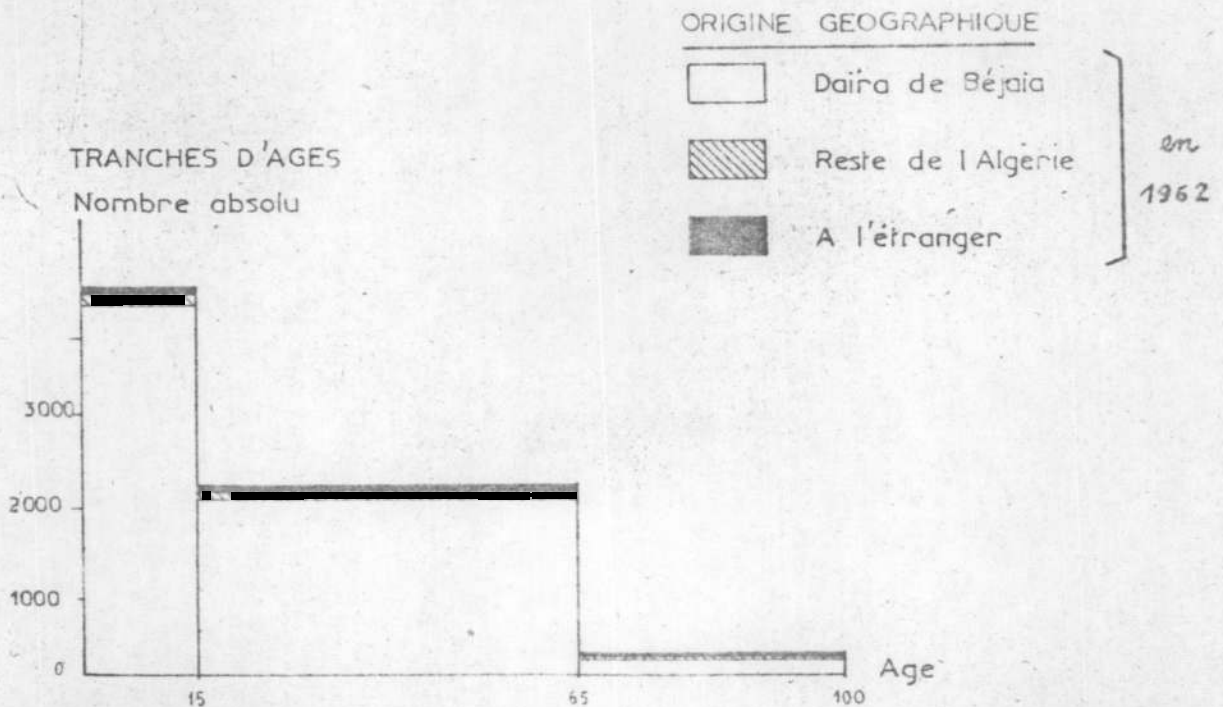 ORIGINE GEOGRAPHIQUE
Daira de Béjaia
Reste de l Algérie
A l'étranger
en
1962
TRANCHES D'AGES
Nombre absolu
3000
2000
1000
0
Age
15
65
100